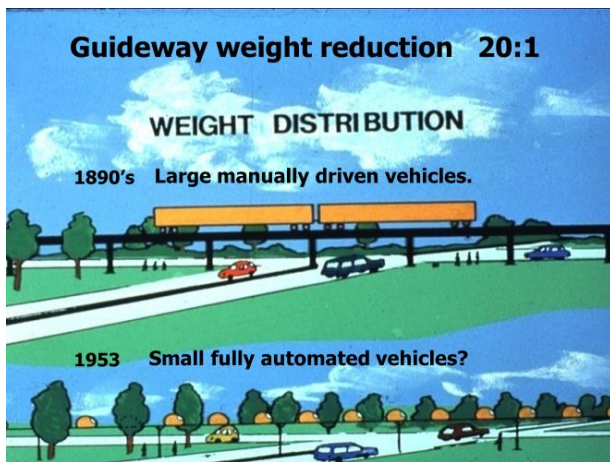 Guideway weight reduction 20:1
WEIGHT DISTRIBUTION
1890's Large manually driven vehicles.
1953 Small fully automated vehicles?